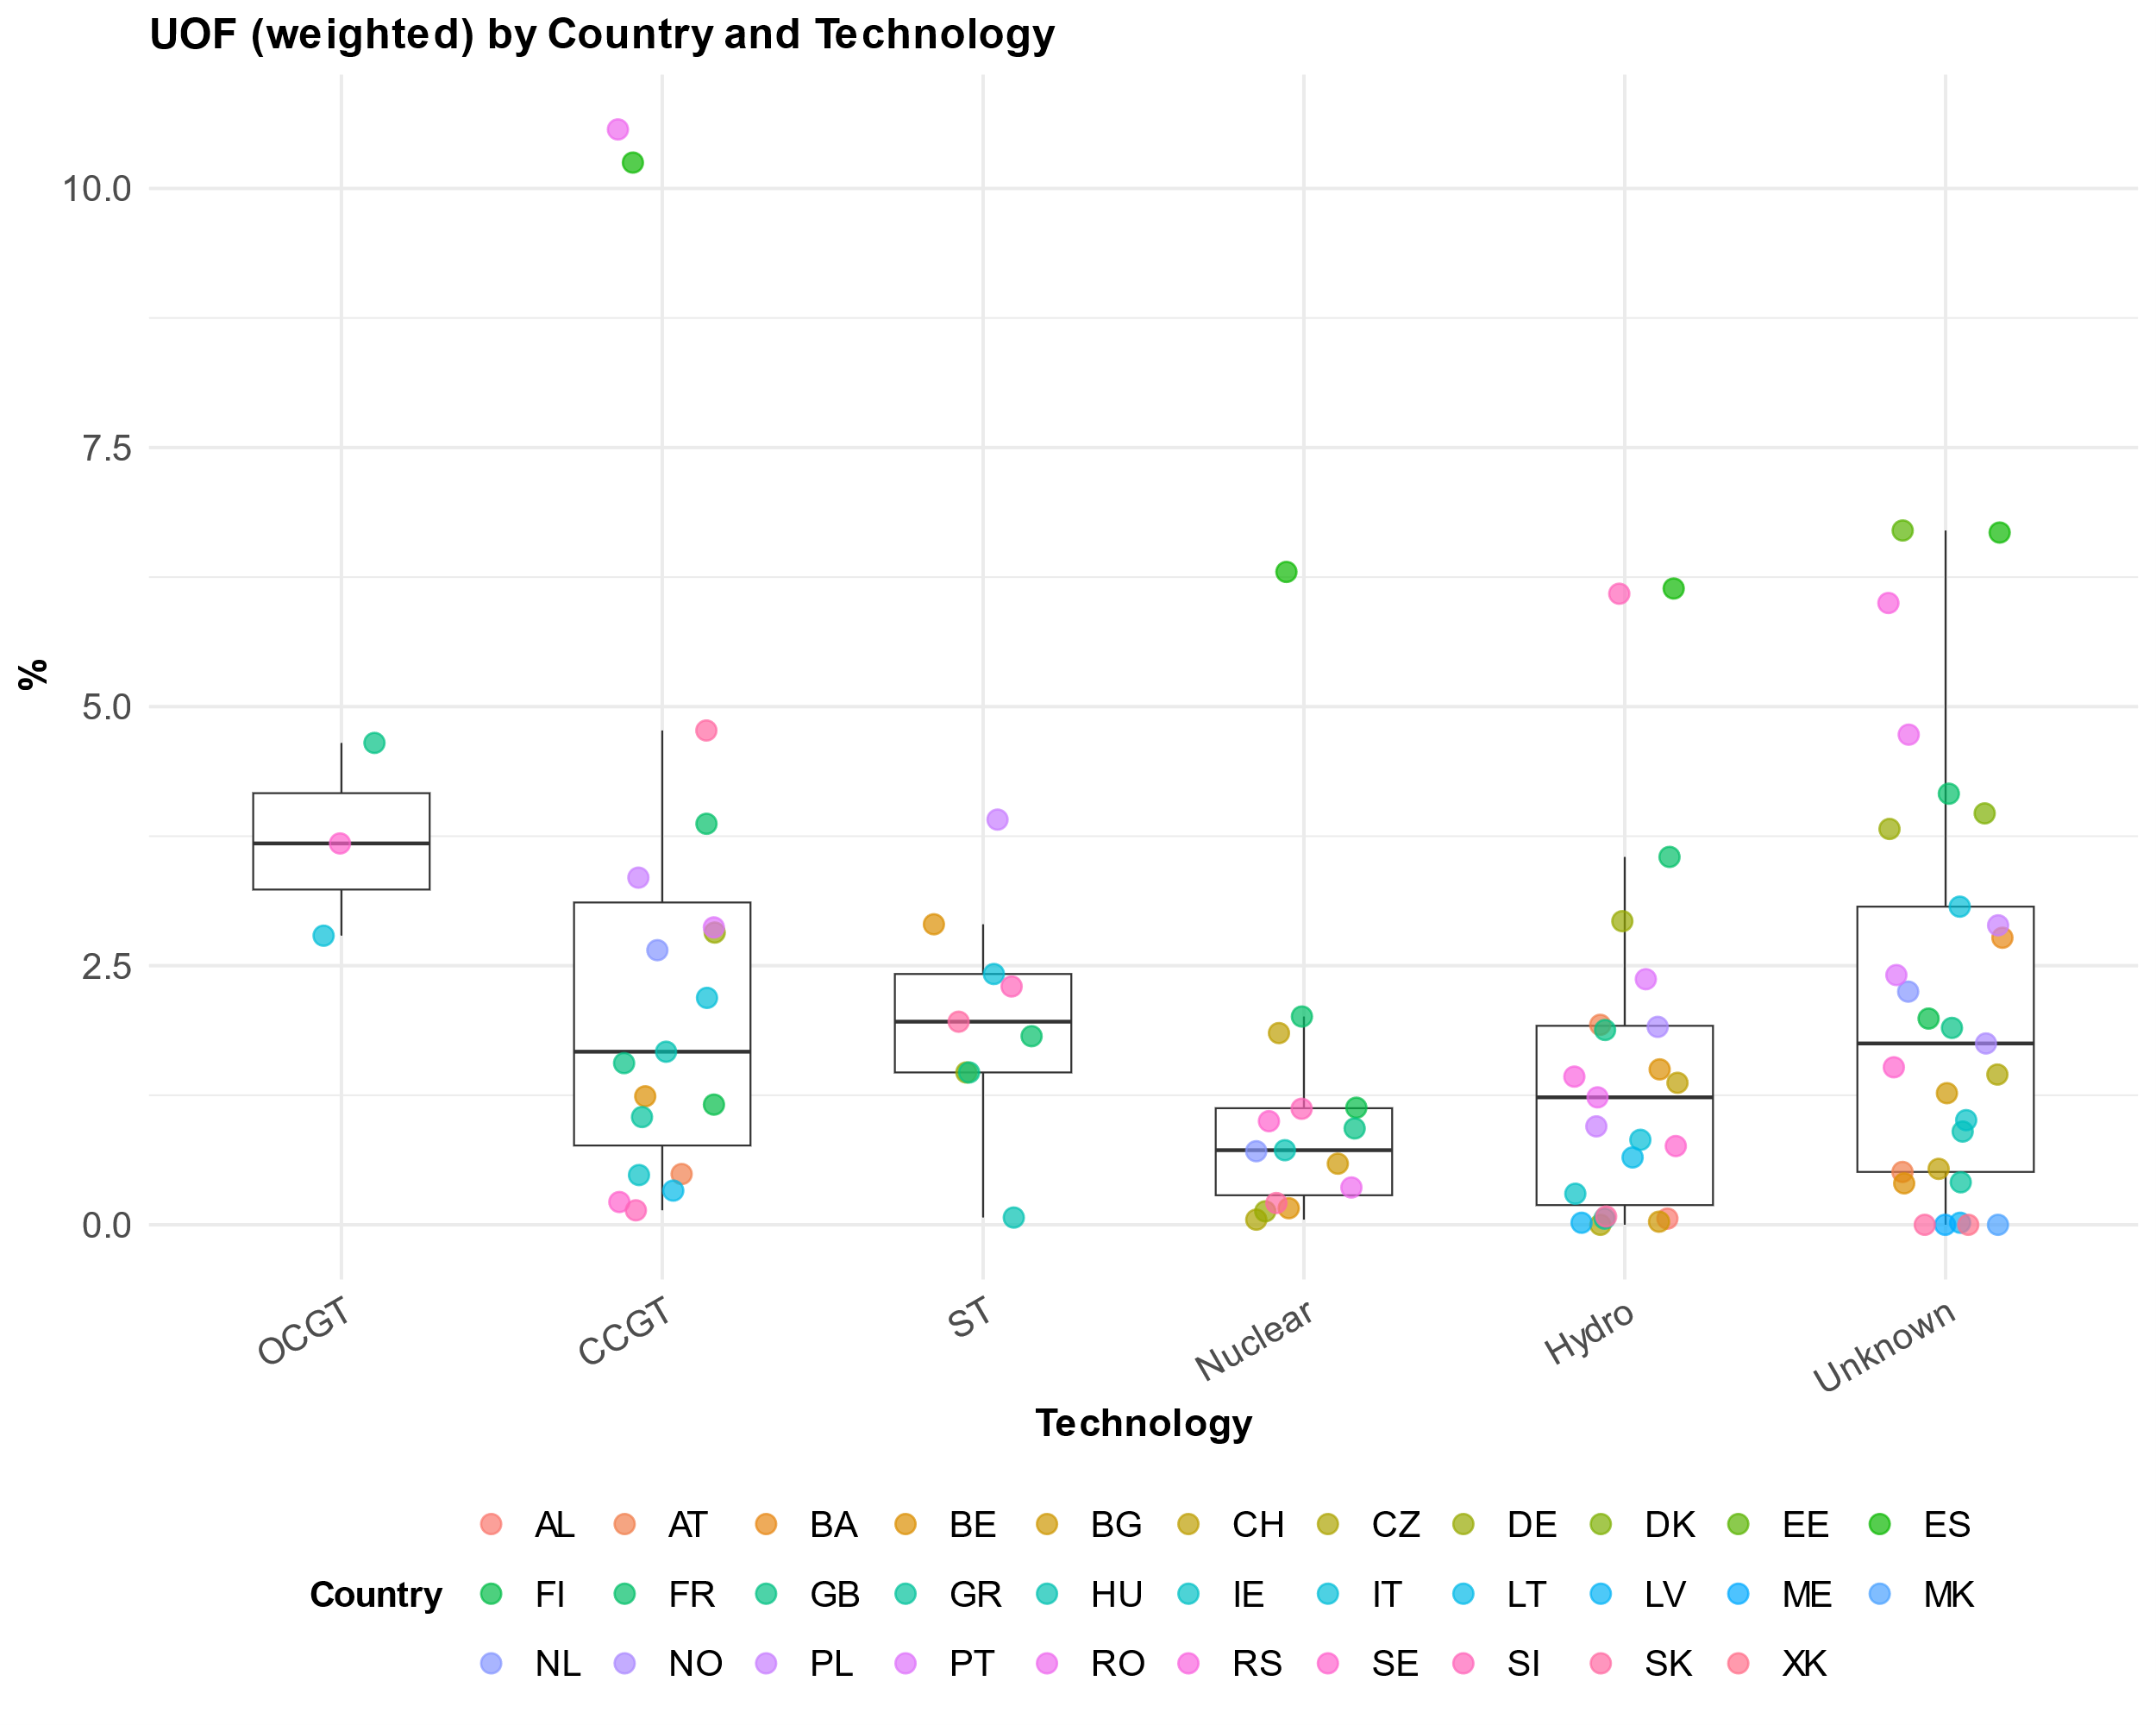 UOF (weighted) by Country and Technology
%
10.0
7.5
5.0
2.5
0.0
OCGT CCGT ST Nuclear Hydro Unknown
Technology
Country
AL AT BA BE BG CH CZ DE DK EE ES
FI FR GB GR HU IE IT LT LV ME MK
NL NO PL PT RO RS SE SI SK XK